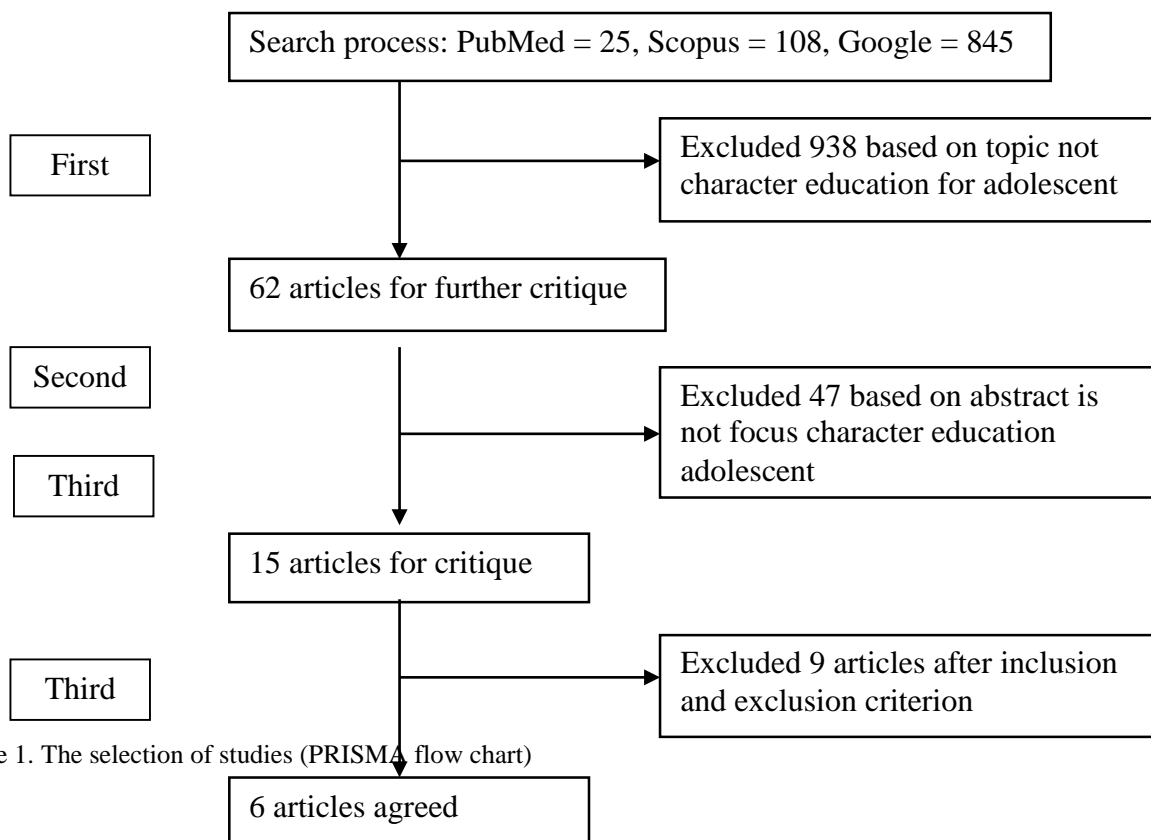 Search process: PubMed = 25, Scopus = 108, Google = 845
First
Excluded 938 based on topic not
character education for adolescent
62 articles for further critique
Second
Excluded 47 based on abstract is
not focus character education
adolescent
Third
15 articles for critique
Third
Excluded 9 articles after inclusion
and exclusion criterion
e 1. The selection of studies (PRISMA flow chart)
6 articles agreed